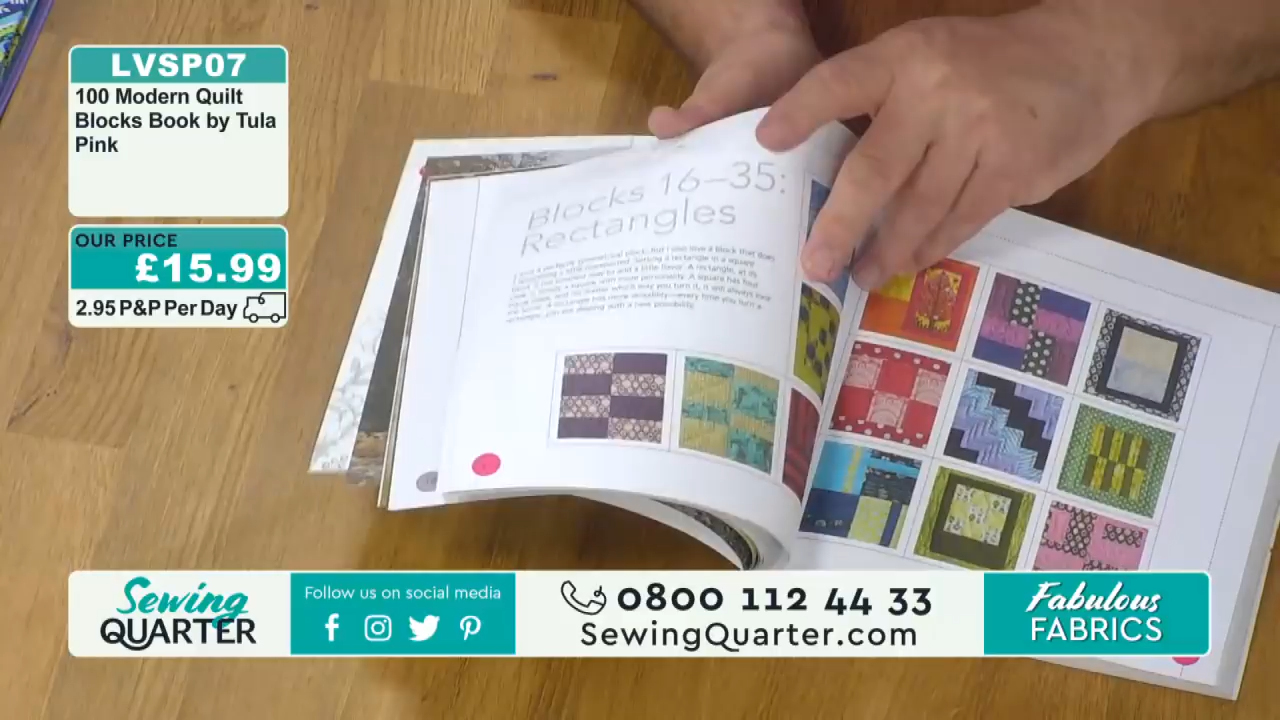 LVSP07
100 Modern Quilt
Blocks Book by Tula
Pink
OUR PRICE
£15.99
2.95 P&P Per Day
Blocks 16–35:
Rectangles
Sewing
QUARTER
Follow us on social media
0800 112 44 33
SewingQuarter.com
Fabulous
FABRICS